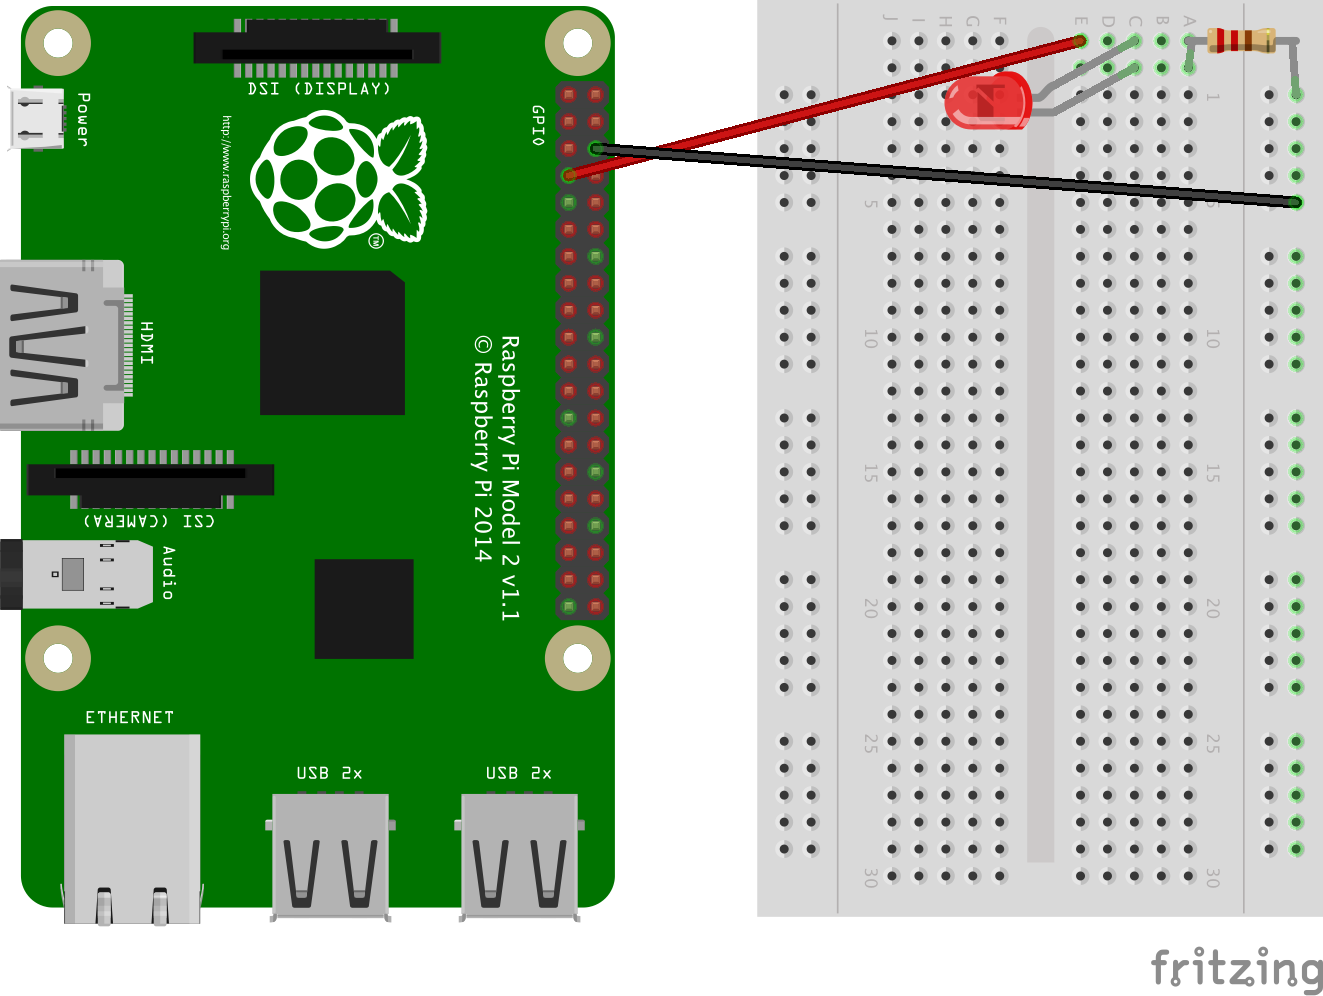 DSI (DISPLAY)
Power
http://www.raspberrypi.org
GPIO
TM
HDMI
Raspberry Pi Model 2 v1.1
© Raspberry Pi 2014
CSI (CAMERA)
Audio
ETHERNET
USB 2x
USB 2x
J I H G F E D C B A
1
5
10 10
15 15
20 20
25 25
30 30
fritzing